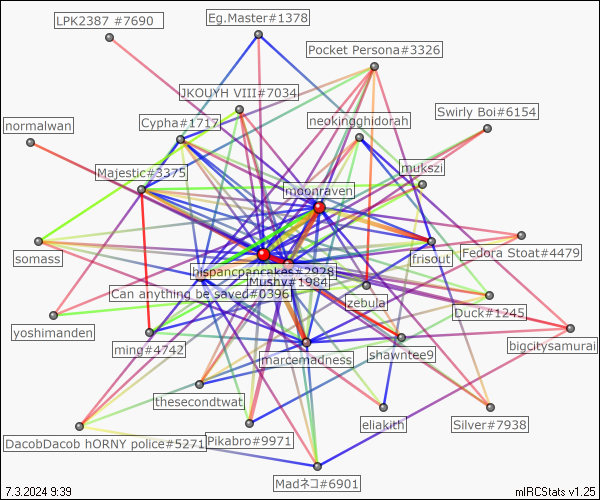 LPK2387 #7690
Eg.Master#1378
Pocket Persona#3326
JKOUYH VIII#7034
Swirly Boi#6154
normalwan
Cypha#1717
neokingghidorah
Majestic#3375
mukszi
moonraven
somass
frisout
Fedora Stoat#4479
hispancpancakes#2928
Mushy#1984
Can anything be saved#0396
zebula
Duck#1245
yoshimanden
ming#4742
marcemadness
shawntee9
bigcitysamurai
thesecondtwat
eliakith
Silver#7938
DacobDacob hORNY police#5271
Pikabro#9971
Madネコ#6901
7.3.2024 9:39
mIRCStats v1.25